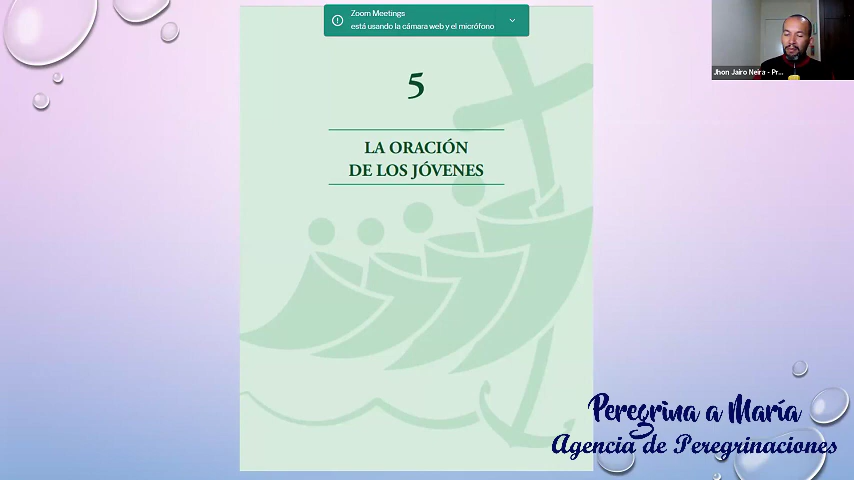 Zoom Meetings
está usando la cámara web y el micrófono
Jhon Jairo Neira - Pr...
5
LA ORACIÓN
DE LOS JÓVENES
Peregrina a María
Agencia de Peregrinaciones